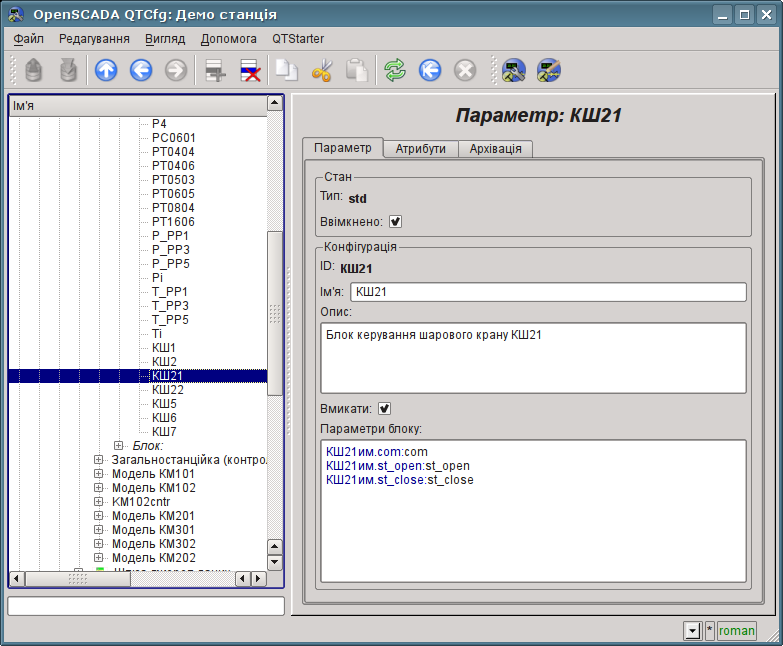 OpenSCADA QTCfg: Демо станція
Файл Редагування Вигляд Допомога QTStarter
Ім'я
P4
PC0601
PT0404
PT0406
PT0503
PT0605
PT0804
PT1606
P_PP1
P_PP3
P_PP5
Pi
T_PP1
T_PP3
T_PP5
Ti
КШ1
КШ2
КШ21
КШ22
КШ5
КШ6
КШ7
Блок:
Загальностанційка (контрол
Модель КМ101
Модель КМ102
KM102cntr
Модель КМ201
Модель КМ301
Модель КМ302
Модель КМ202
Параметр: КШ21
Параметр Атрибути Архівація
Стан
Тип: std
Ввімкнено:
Конфігурація
ID: КШ21
Ім'я: КШ21
Опис:
Блок керування шарового крану КШ21
Вмикати:
Параметри блоку:
КШ21им.com:com
КШ21им.st_open:st_open
КШ21им.st_close:st_close
* roman